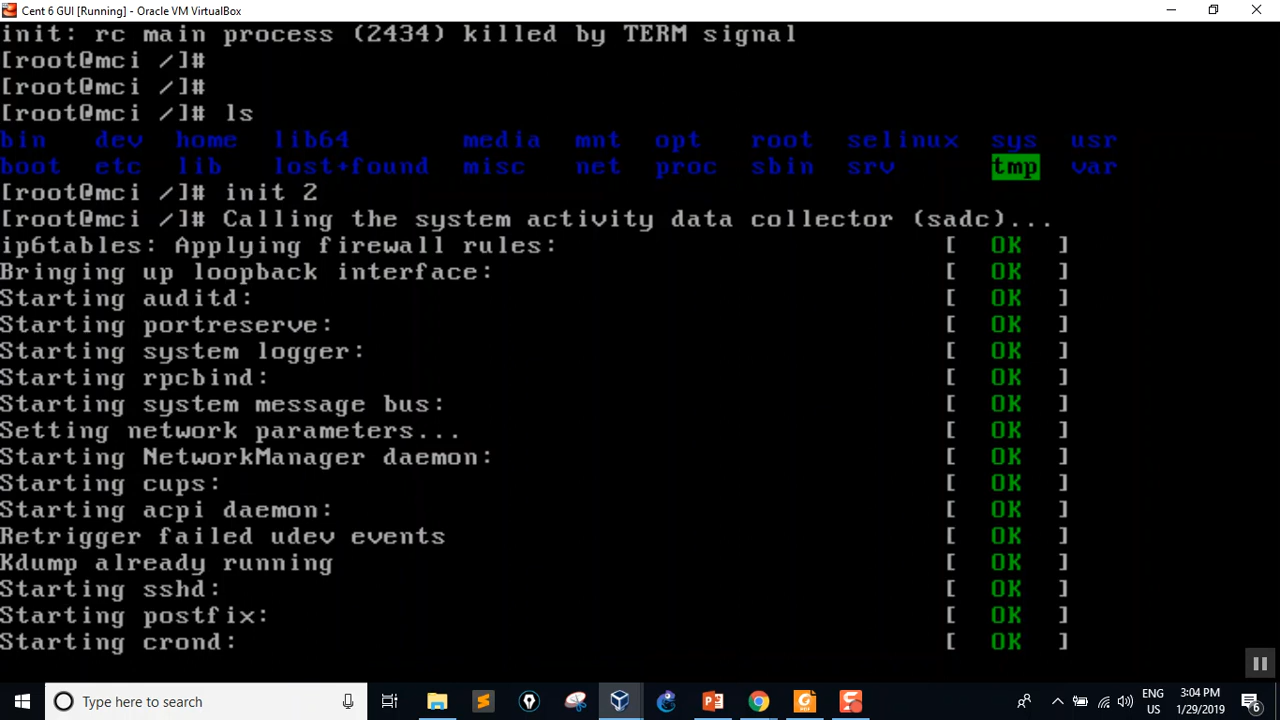 Cent 6 GUI [Running] - Oracle VM VirtualBox
init: rc main process (2434) killed by TERM signal
[root@mci /]#
[root@mci /]#
[root@mci /]# ls
bin dev home lib64 media mnt opt root selinux sys usr
boot etc lib lost+found misc net proc sbin srv tmp var
[root@mci /]# init 2
[root@mci /]# Calling the system activity data collector (sadc)...
ip6tables: Applying firewall rules: [ OK ]
Bringing up loopback interface: [ OK ]
Starting auditd: [ OK ]
Starting portreserve: [ OK ]
Starting system logger: [ OK ]
Starting rpcbind: [ OK ]
Starting system message bus: [ OK ]
Setting network parameters... [ OK ]
Starting NetworkManager daemon: [ OK ]
Starting cups: [ OK ]
Starting acpi daemon: [ OK ]
Retrigger failed udev events [ OK ]
Kdump already running [ OK ]
Starting sshd: [ OK ]
Starting postfix: [ OK ]
Starting crond: [ OK ]
Type here to search
ENG 3:04 PM
US 1/29/2019 6